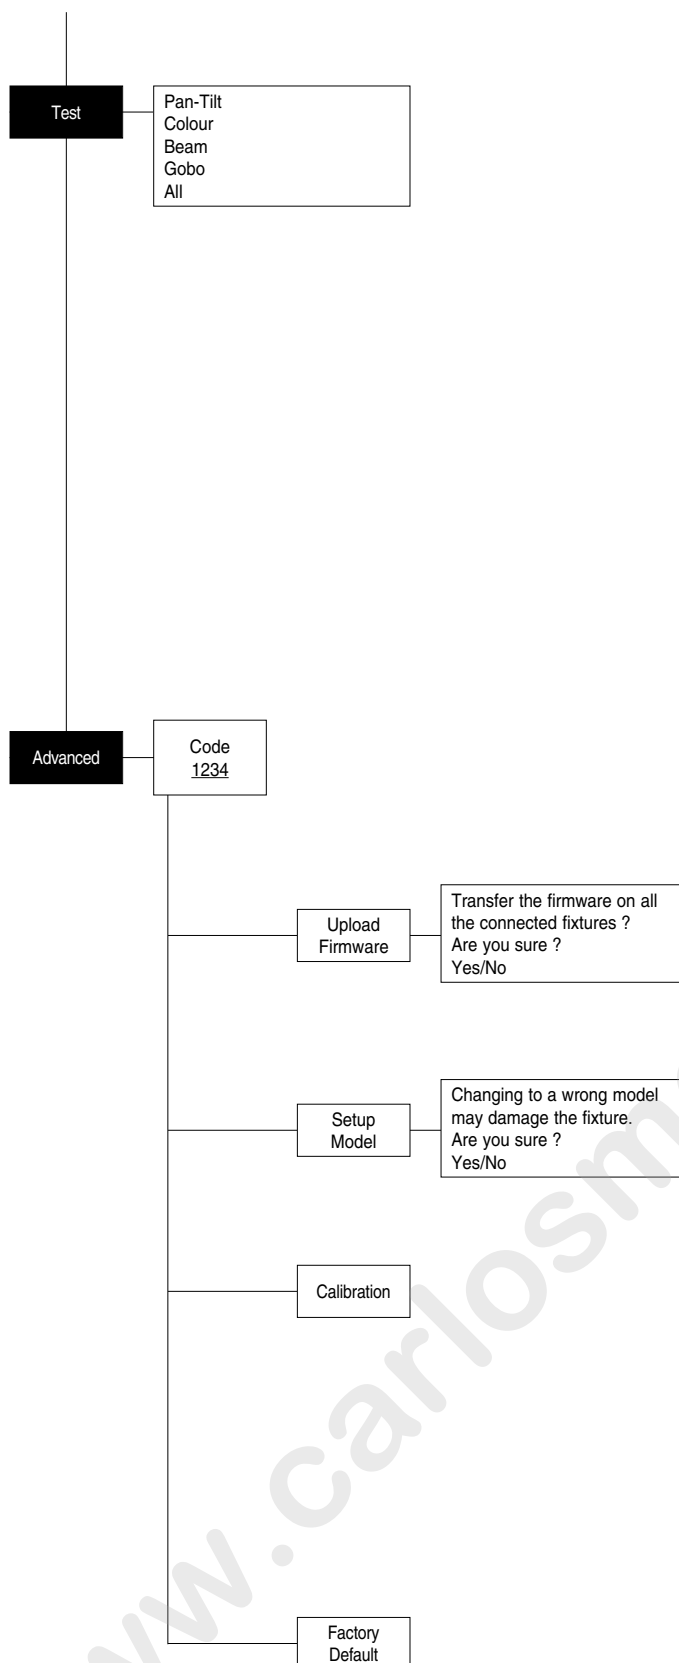 Test
Pan-Tilt
Colour
Beam
Gobo
All
Advanced
Code
1234
Upload
Firmware
Transfer the firmware on all
the connected fixtures ?
Are you sure ?
Yes/No
Setup
Model
Changing to a wrong model
may damage the fixture.
Are you sure ?
Yes/No
Calibration
Factory
Default